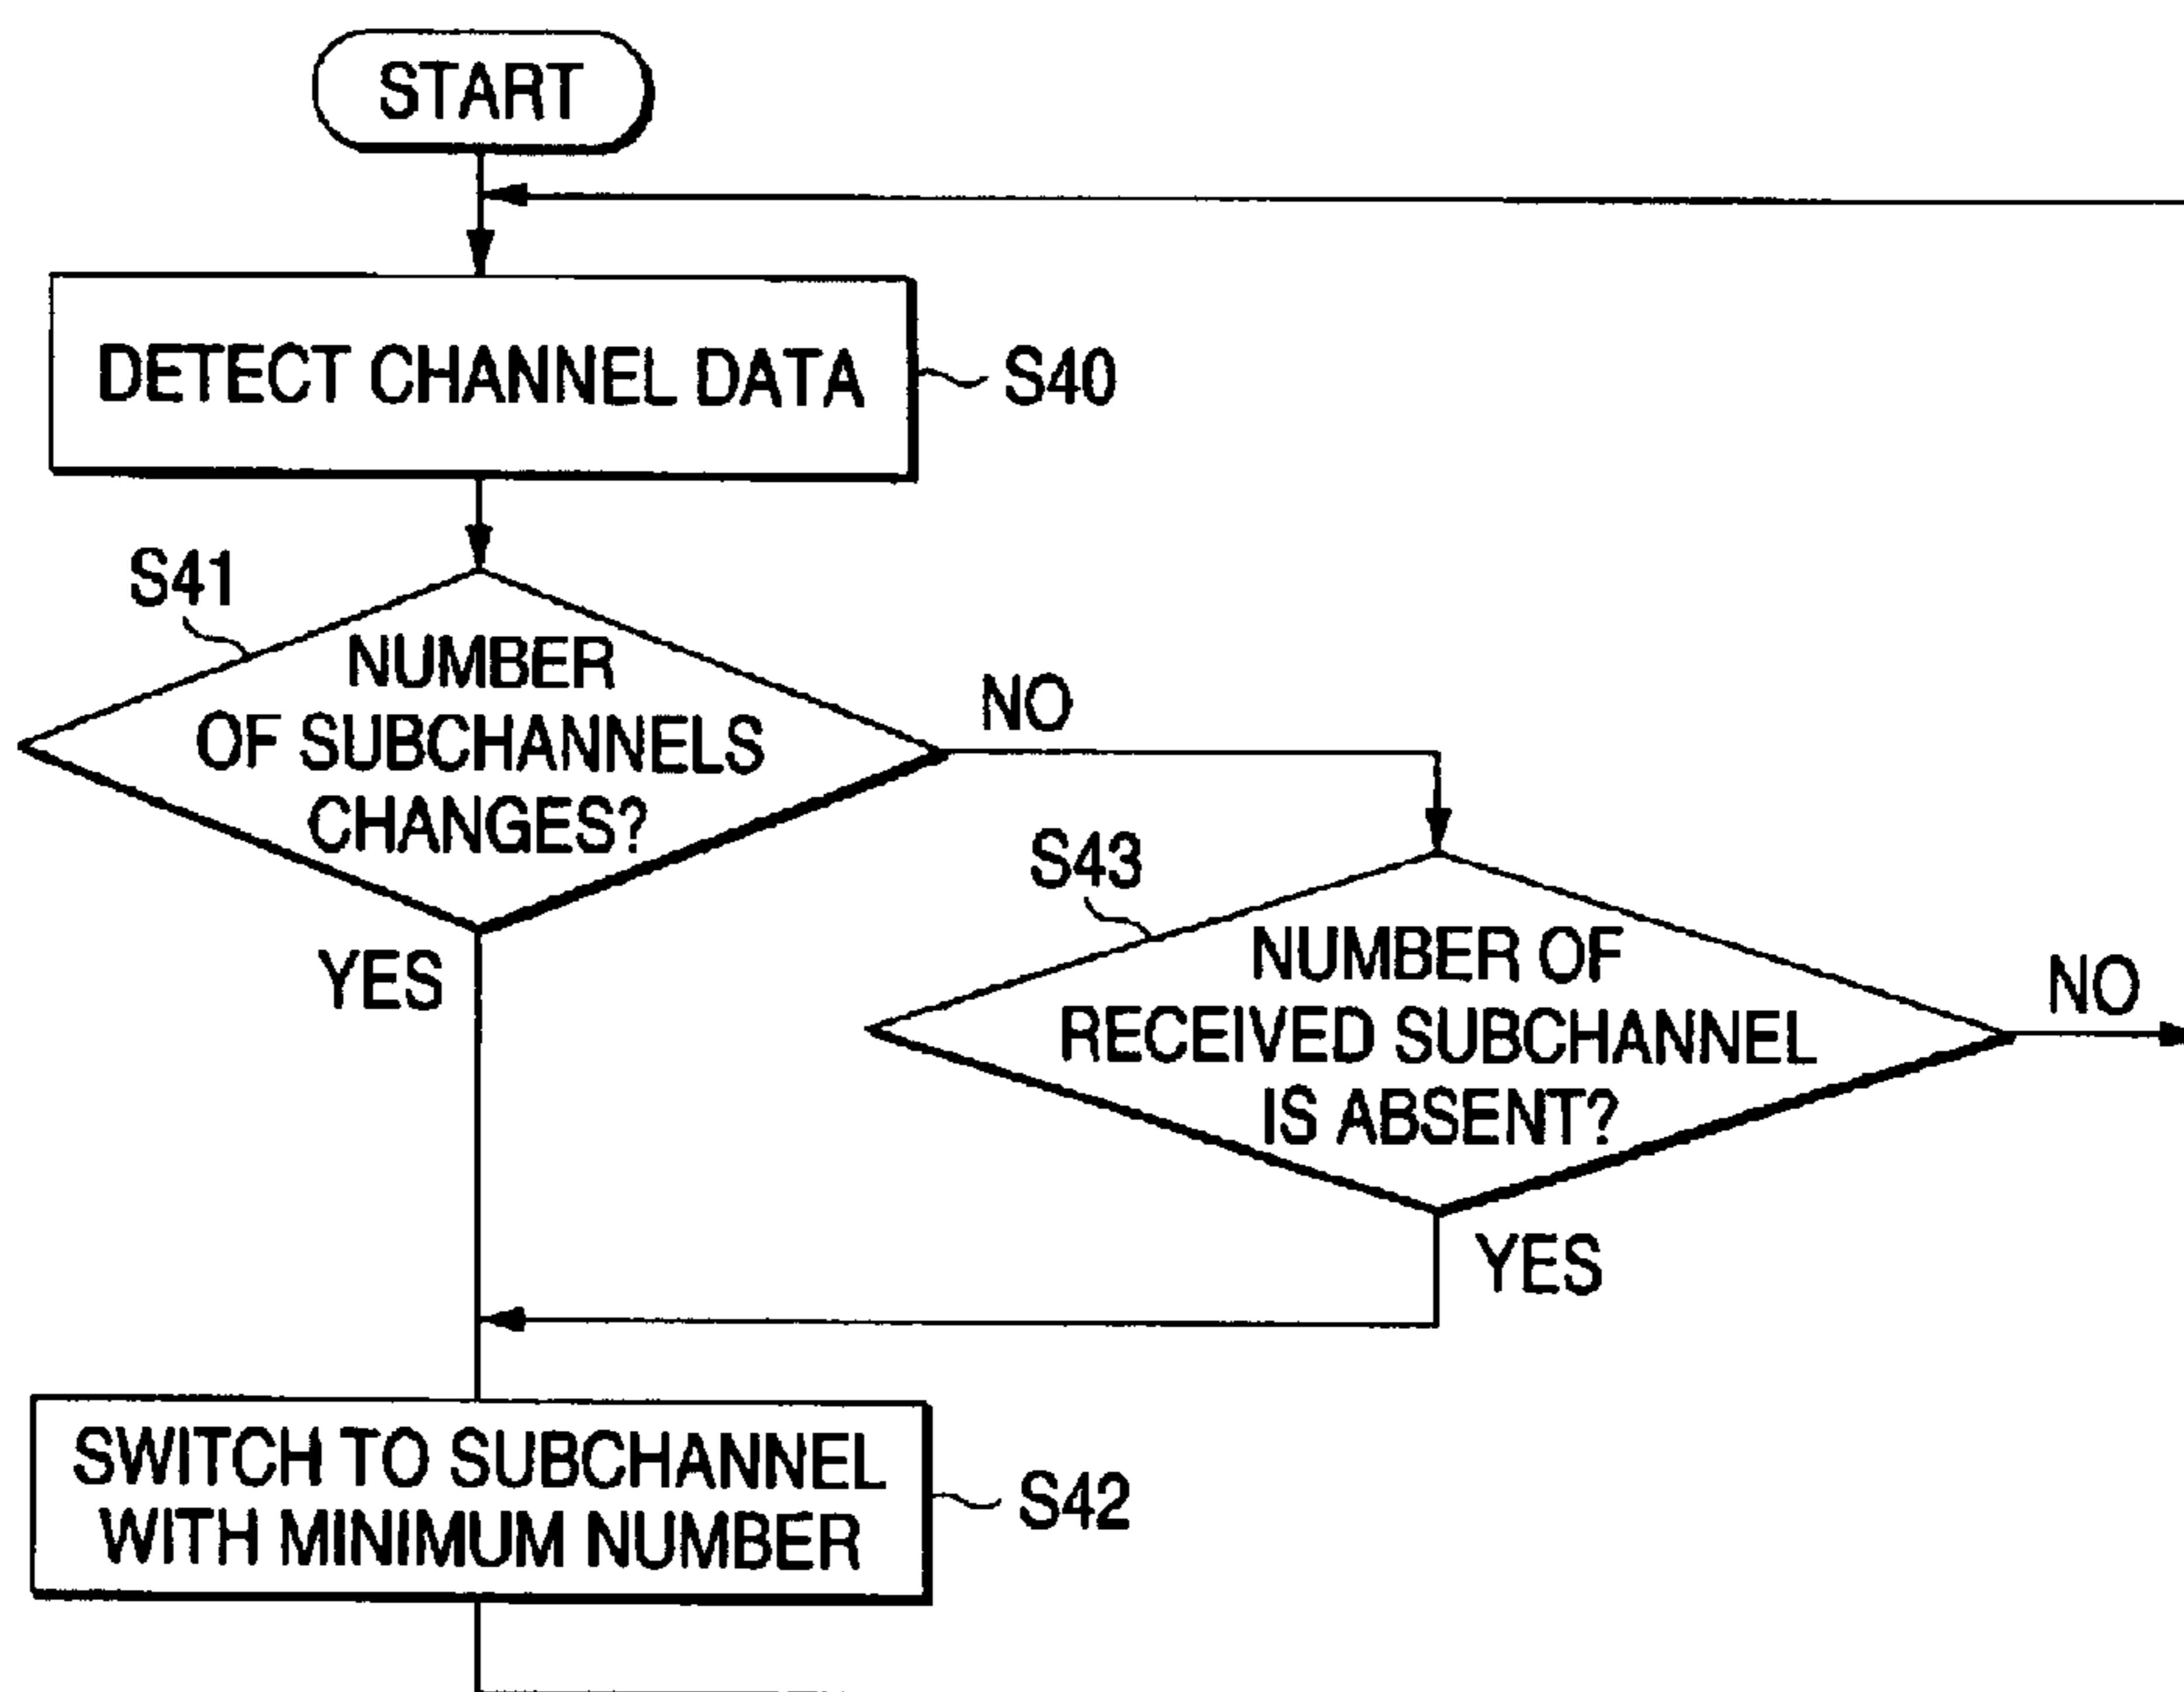 START
DETECT CHANNEL DATA
S40
S41
NUMBER
OF SUBCHANNELS
CHANGES?
NO
YES
S43
NUMBER OF
RECEIVED SUBCHANNEL
IS ABSENT?
NO
YES
SWITCH TO SUBCHANNEL
WITH MINIMUM NUMBER
S42